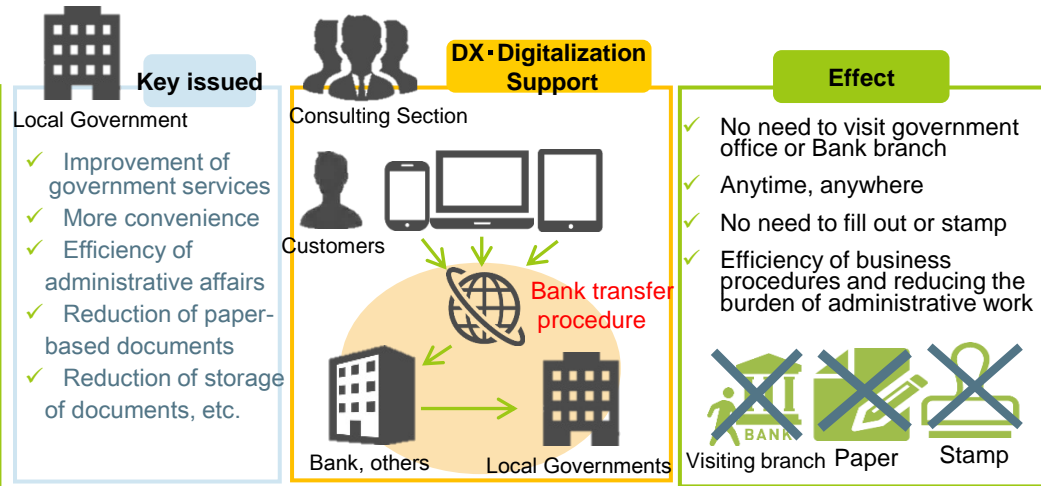 Key issued
Local Government
✓ Improvement of
government services
✓ More convenience
✓ Efficiency of
administrative affairs
✓ Reduction of paper-
based documents
✓ Reduction of storage
of documents, etc.
DX・Digitalization
Support
Consulting Section
Customers
Bank transfer
procedure
Bank, others
Local Governments
Effect
✓ No need to visit government
office or Bank branch
✓ Anytime, anywhere
✓ No need to fill out or stamp
✓ Efficiency of business
procedures and reducing the
burden of administrative work
BANK
Visiting branch
Paper
Stamp